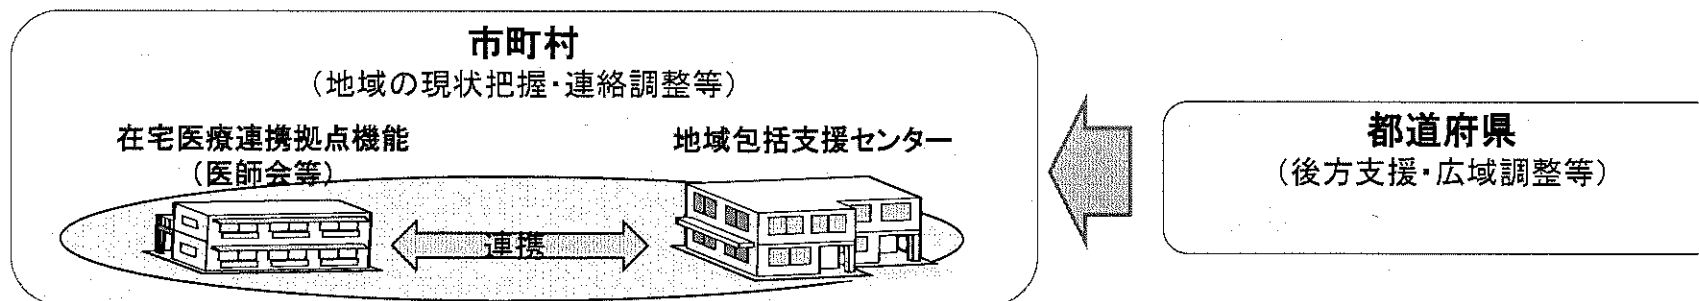 市町村
(地域の現状把握・連絡調整等)
在宅医療連携拠点機能
(医師会等)
地域包括支援センター
連携
都道府県
(後方支援・広域調整等)